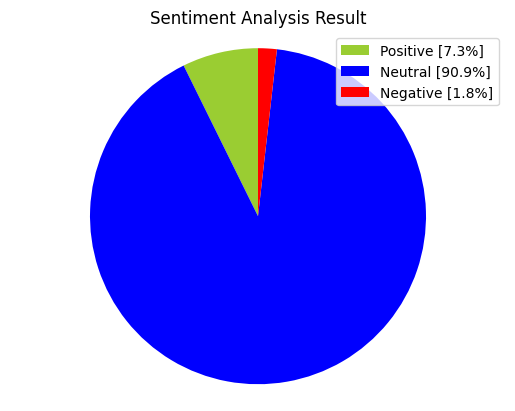 Sentiment Analysis Result
Positive [7.3%]
Neutral [90.9%]
Negative [1.8%]